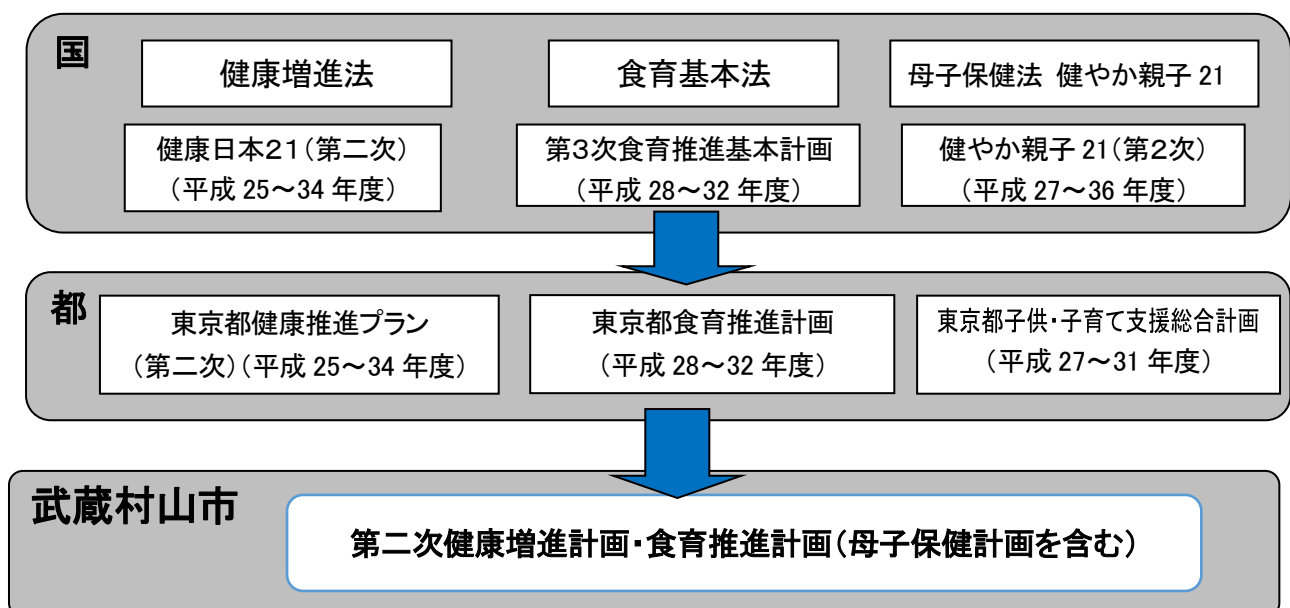 国
健康増進法
食育基本法
母子保健法 健やか親子 21
健康日本21(第二次)
(平成 25~34 年度)
第3次食育推進基本計画
(平成 28~32 年度)
健やか親子 21(第2次)
(平成 27~36 年度)
都
東京都健康推進プラン
(第二次)(平成 25~34 年度)
東京都食育推進計画
(平成 28~32 年度)
東京都子供・子育て支援総合計画
(平成 27~31 年度)
武蔵村山市
第二次健康増進計画・食育推進計画(母子保健計画を含む)